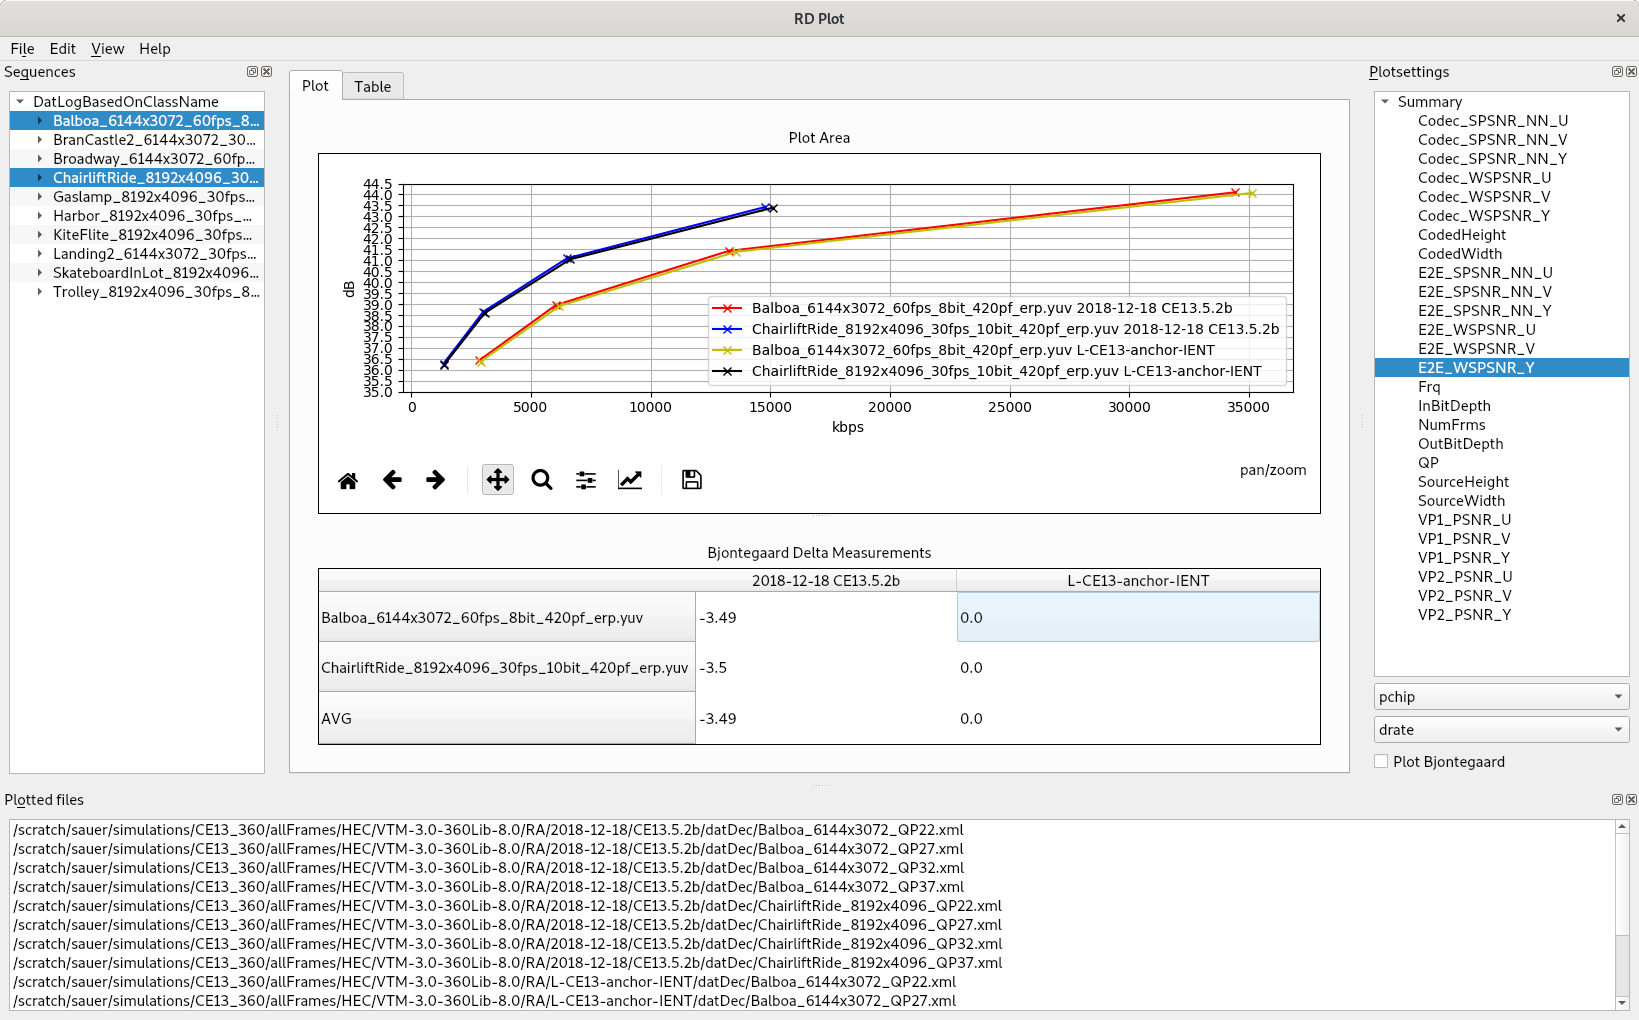 RD Plot
File Edit View Help
Sequences
DatLogBasedOnClassName
Balboa_6144x3072_60fps_8...
BranCastle2_6144x3072_30...
Broadway_6144x3072_60fp...
ChairliftRide_8192x4096_30...
Gaslamp_8192x4096_30fps...
Harbor_8192x4096_30fps_...
KiteFlite_8192x4096_30fps...
Landing2_6144x3072_30fps...
SkateboardInLot_8192x4096...
Trolley_8192x4096_30fps_8...
Plot Table
Plot Area
44.5
44.0
43.5
43.0
42.5
42.0
41.5
41.0
40.5
40.0
39.5
39.0
38.5
38.0
37.5
37.0
36.5
36.0
35.5
35.0
dB
Balboa_6144x3072_60fps_8bit_420pf_erp.yuv 2018-12-18 CE13.5.2b
ChairliftRide_8192x4096_30fps_10bit_420pf_erp.yuv 2018-12-18 CE13.5.2b
Balboa_6144x3072_60fps_8bit_420pf_erp.yuv L-CE13-anchor-IENT
ChairliftRide_8192x4096_30fps_10bit_420pf_erp.yuv L-CE13-anchor-IENT
0 5000 10000 15000 20000 25000 30000 35000
kbps
pan/zoom
Bjontegaard Delta Measurements
2018-12-18 CE13.5.2b L-CE13-anchor-IENT
Balboa_6144x3072_60fps_8bit_420pf_erp.yuv -3.49 0.0
ChairliftRide_8192x4096_30fps_10bit_420pf_erp.yuv -3.5 0.0
AVG -3.49 0.0
Plotsettings
Summary
Codec_SPSNR_NN_U
Codec_SPSNR_NN_V
Codec_SPSNR_NN_Y
Codec_WSPSNR_U
Codec_WSPSNR_V
Codec_WSPSNR_Y
CodedHeight
CodedWidth
E2E_SPSNR_NN_U
E2E_SPSNR_NN_V
E2E_SPSNR_NN_Y
E2E_WSPSNR_U
E2E_WSPSNR_V
E2E_WSPSNR_Y
Frq
InBitDepth
NumFrms
OutBitDepth
QP
SourceHeight
SourceWidth
VP1_PSNR_U
VP1_PSNR_V
VP1_PSNR_Y
VP2_PSNR_U
VP2_PSNR_V
VP2_PSNR_Y
pchip
drate
Plot Bjontegaard
Plotted files
/scratch/sauer/simulations/CE13_360/allFrames/HEC/VTM-3.0-360Lib-8.0/RA/2018-12-18/CE13.5.2b/datDec/Balboa_6144x3072_QP22.xml
/scratch/sauer/simulations/CE13_360/allFrames/HEC/VTM-3.0-360Lib-8.0/RA/2018-12-18/CE13.5.2b/datDec/Balboa_6144x3072_QP27.xml
/scratch/sauer/simulations/CE13_360/allFrames/HEC/VTM-3.0-360Lib-8.0/RA/2018-12-18/CE13.5.2b/datDec/Balboa_6144x3072_QP32.xml
/scratch/sauer/simulations/CE13_360/allFrames/HEC/VTM-3.0-360Lib-8.0/RA/2018-12-18/CE13.5.2b/datDec/Balboa_6144x3072_QP37.xml
/scratch/sauer/simulations/CE13_360/allFrames/HEC/VTM-3.0-360Lib-8.0/RA/2018-12-18/CE13.5.2b/datDec/ChairliftRide_8192x4096_QP22.xml
/scratch/sauer/simulations/CE13_360/allFrames/HEC/VTM-3.0-360Lib-8.0/RA/2018-12-18/CE13.5.2b/datDec/ChairliftRide_8192x4096_QP27.xml
/scratch/sauer/simulations/CE13_360/allFrames/HEC/VTM-3.0-360Lib-8.0/RA/2018-12-18/CE13.5.2b/datDec/ChairliftRide_8192x4096_QP32.xml
/scratch/sauer/simulations/CE13_360/allFrames/HEC/VTM-3.0-360Lib-8.0/RA/2018-12-18/CE13.5.2b/datDec/ChairliftRide_8192x4096_QP37.xml
/scratch/sauer/simulations/CE13_360/allFrames/HEC/VTM-3.0-360Lib-8.0/RA/L-CE13-anchor-IENT/datDec/Balboa_6144x3072_QP22.xml
/scratch/sauer/simulations/CE13_360/allFrames/HEC/VTM-3.0-360Lib-8.0/RA/L-CE13-anchor-IENT/datDec/Balboa_6144x3072_QP27.xml